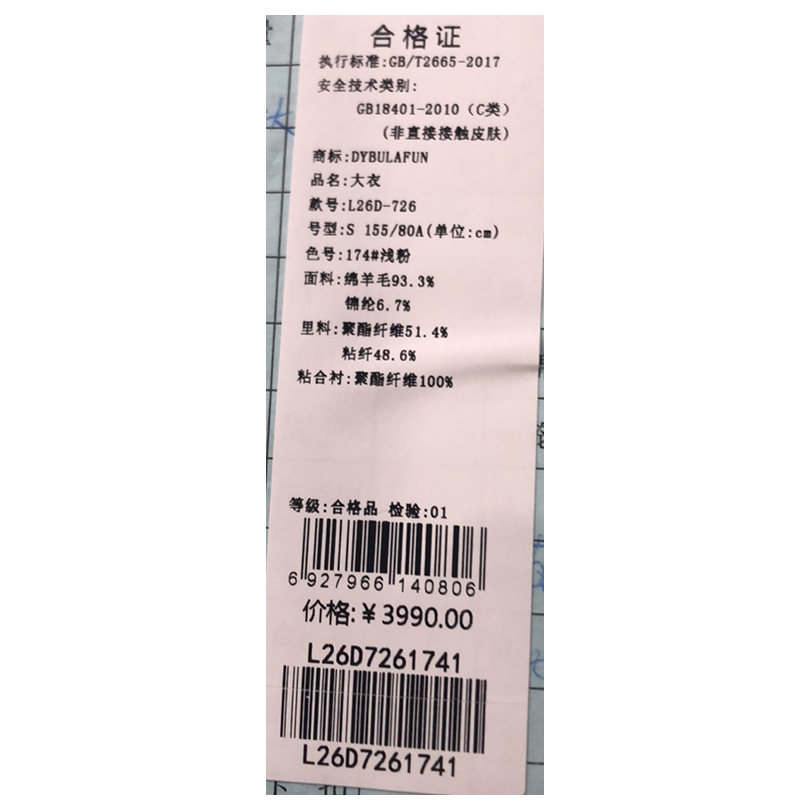 合格证
执行标准:GB/T2665-2017
安全技术类别:
GB18401-2010（C类）
(非直接接触皮肤)
商标:DYBULAFUN
品名:大衣
款号:L26D-726
号型:S 155/80A(单位:cm)
色号:174#浅粉
面料:绵羊毛93.3%
锦纶6.7%
里料:聚酯纤维51.4%
粘纤48.6%
粘合衬:聚酯纤维100%
等级:合格品 检验:01
6 927966 140806
价格:￥3990.00
L26D7261741
L26D7261741